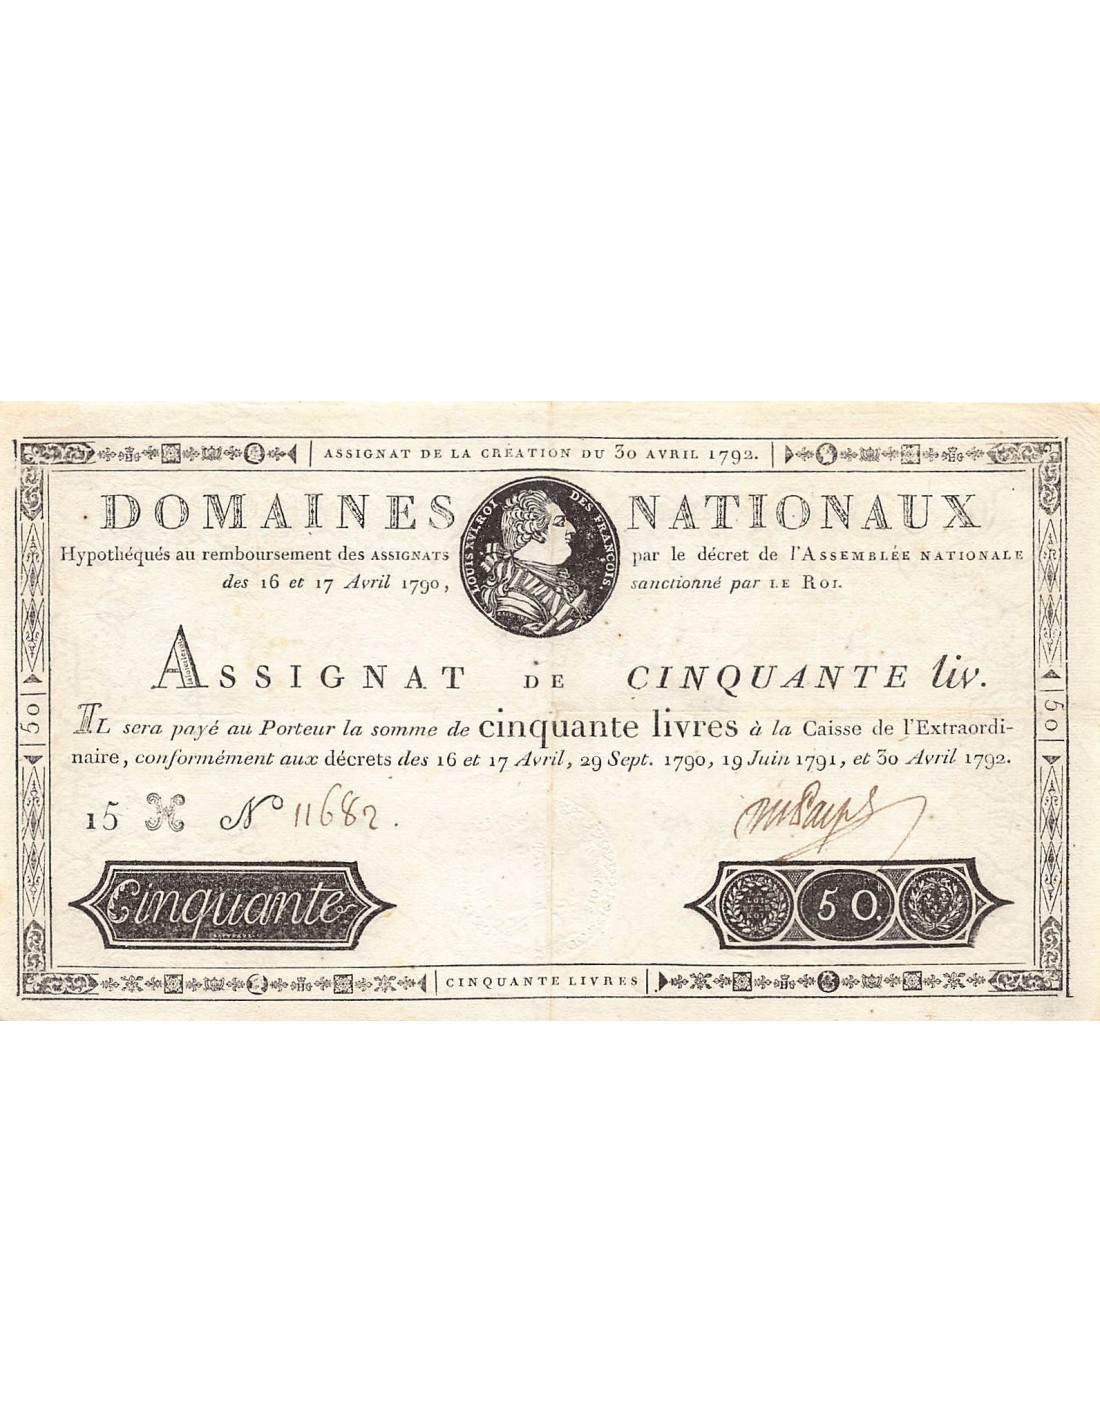 ASSIGNAT DE LA CRÉATION DU 30 AVRIL 1792.
DOMAINES NATIONAUX
LOUIS XVI. ROI DES FRANÇOIS.
Hypothéqués au remboursement des ASSIGNATS par le décret de l'ASSEMBLÉE NATIONALE
des 16 et 17 Avril 1790, sanctionné par LE ROI.
ASSIGNAT DE CINQUANTE liv.
IL sera payé au Porteur la somme de cinquante livres à la Caisse de l'Extraordi-
naire, conformément aux décrets des 16 et 17 Avril, 29 Sept. 1790, 19 Juin 1791, et 30 Avril 1792.
50
50
15 H No 11682.
Cinquante
50.
CINQUANTE LIVRES